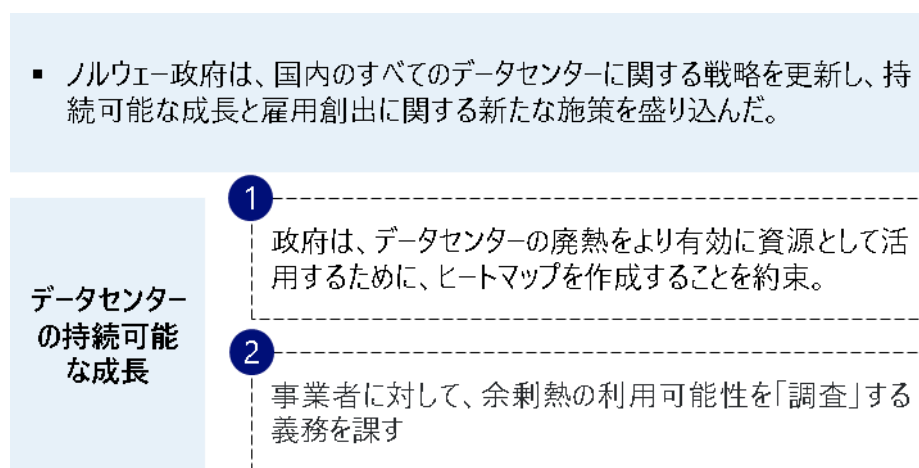 ▪ ノルウェー政府は、国内のすべてのデータセンターに関する戦略を更新し、持
続可能な成長と雇用創出に関する新たな施策を盛り込んだ。
データセンター
の持続可能
な成長
1
政府は、データセンターの廃熱をより有効に資源として活
用するために、ヒートマップを作成することを約束。
2
事業者に対して、余剰熱の利用可能性を「調査」する
義務を課す